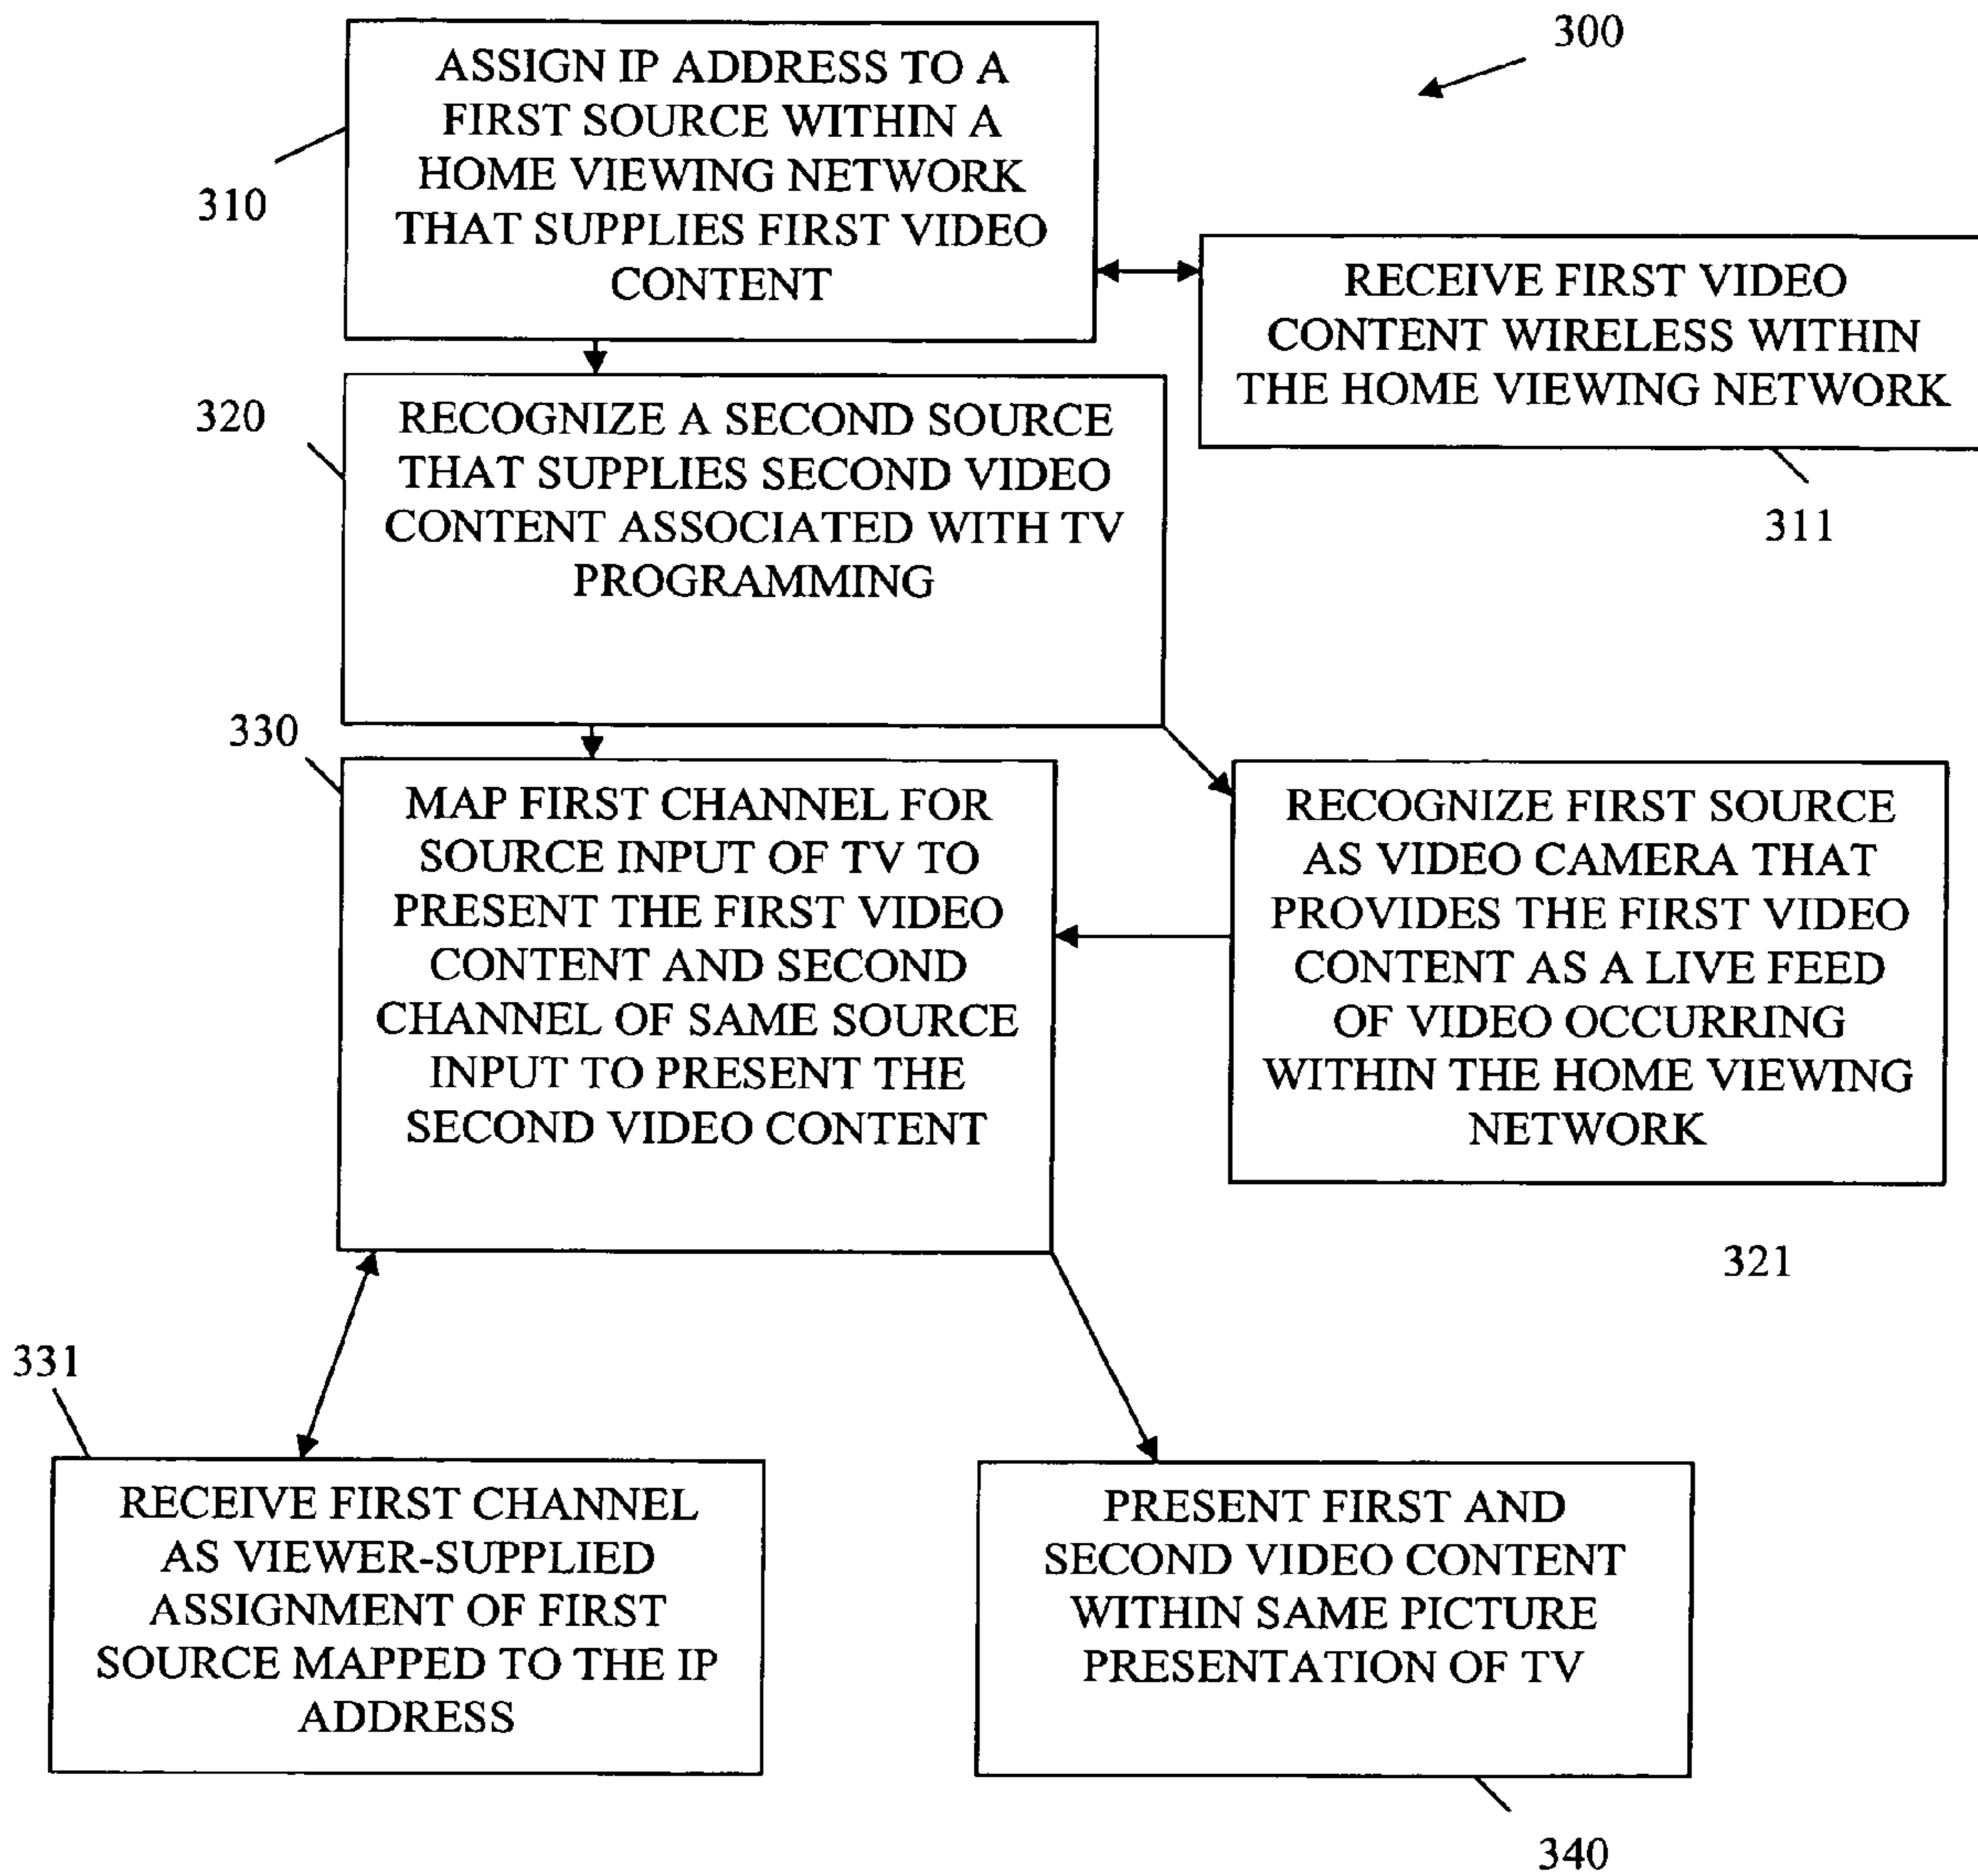 300
ASSIGN IP ADDRESS TO A
FIRST SOURCE WITHIN A
HOME VIEWING NETWORK
THAT SUPPLIES FIRST VIDEO
CONTENT
310
RECEIVE FIRST VIDEO
CONTENT WIRELESS WITHIN
THE HOME VIEWING NETWORK
311
320
RECOGNIZE A SECOND SOURCE
THAT SUPPLIES SECOND VIDEO
CONTENT ASSOCIATED WITH TV
PROGRAMMING
330
MAP FIRST CHANNEL FOR
SOURCE INPUT OF TV TO
PRESENT THE FIRST VIDEO
CONTENT AND SECOND
CHANNEL OF SAME SOURCE
INPUT TO PRESENT THE
SECOND VIDEO CONTENT
RECOGNIZE FIRST SOURCE
AS VIDEO CAMERA THAT
PROVIDES THE FIRST VIDEO
CONTENT AS A LIVE FEED
OF VIDEO OCCURRING
WITHIN THE HOME VIEWING
NETWORK
321
331
RECEIVE FIRST CHANNEL
AS VIEWER-SUPPLIED
ASSIGNMENT OF FIRST
SOURCE MAPPED TO THE IP
ADDRESS
PRESENT FIRST AND
SECOND VIDEO CONTENT
WITHIN SAME PICTURE
PRESENTATION OF TV
340